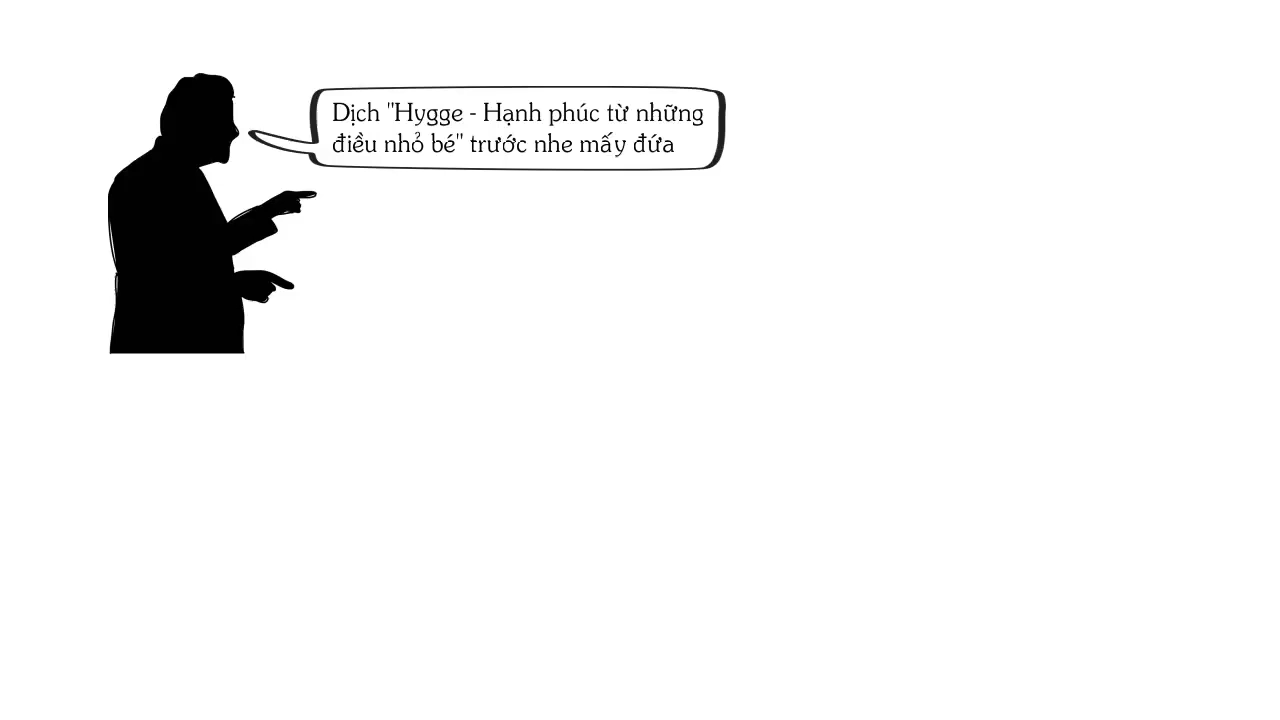 Dịch "Hygge - Hạnh phúc từ những
điều nhỏ bé" trước nhe mấy đứa